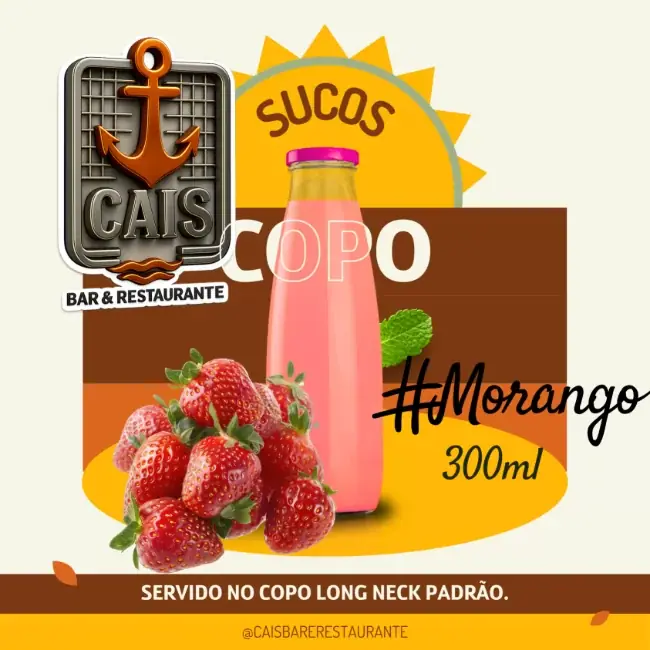 CAIS
BAR & RESTAURANTE
SUCOS
COPO
#Morango
300ml
SERVIDO NO COPO LONG NECK PADRÃO.
@CAISBARERESTAURANTE